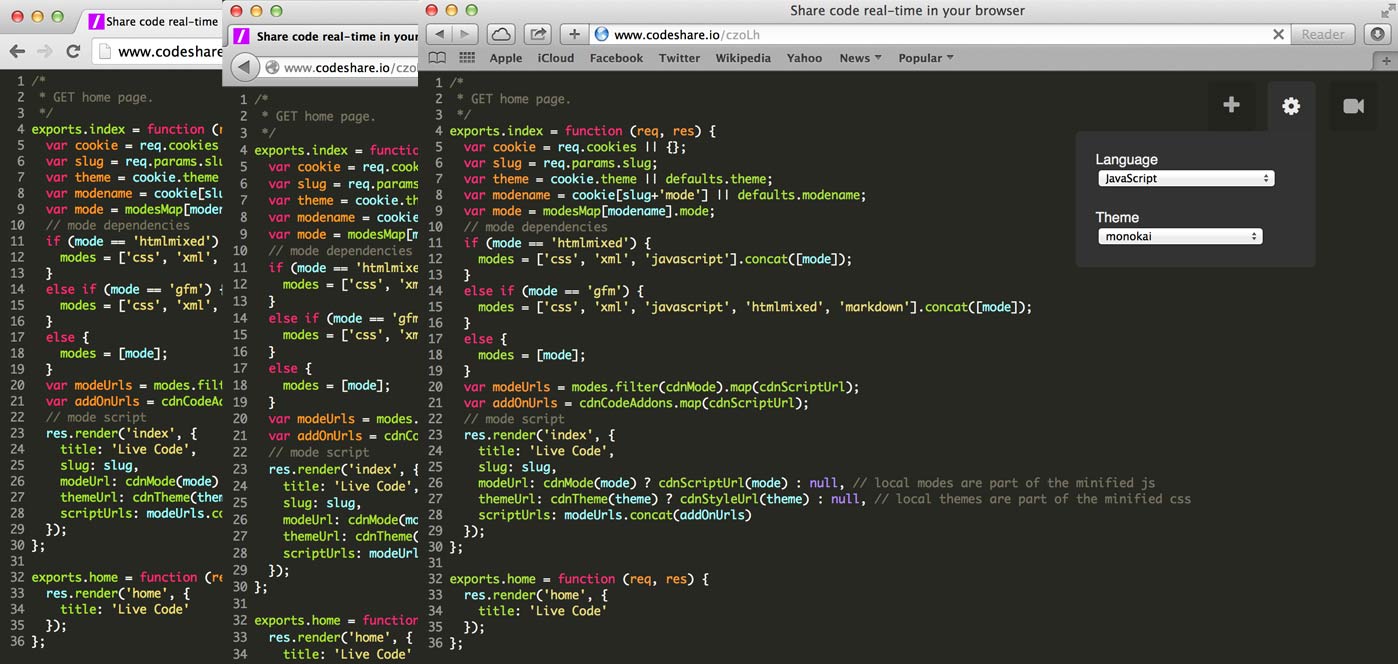 Share code real-time
www.codeshare
1 /*
2 * GET home page.
3 */
4 exports.index = function (r
5 var cookie = req.cookies
6 var slug = req.params.slu
7 var theme = cookie.theme
8 var modename = cookie[slu
9 var mode = modesMap[moder
10 // mode dependencies
11 if (mode == 'htmlmixed')
12 modes = ['css', 'xml',
13 }
14 else if (mode == 'gfm') {
15 modes = ['css', 'xml',
16 }
17 else {
18 modes = [mode];
19 }
20 var modeUrls = modes.filt
21 var addOnUrls = cdnCodeAd
22 // mode script
23 res.render('index', {
24 title: 'Live Code',
25 slug: slug,
26 modeUrl: cdnMode(mode)
27 themeUrl: cdnTheme(them
28 scriptUrls: modeUrls.co
29 });
30 };
31
32 exports.home = function (re
33 res.render('home', {
34 title: 'Live Code'
35 });
36 };
Share code real-time in your
www.codeshare.io/czo
1 /*
2 * GET home page.
3 */
4 exports.index = functio
5 var cookie = req.cook
6 var slug = req.params
7 var theme = cookie.th
8 var modename = cookie
9 var mode = modesMap[m
10 // mode dependencies
11 if (mode == 'htmlmixe
12 modes = ['css', 'xm
13 }
14 else if (mode == 'gfm
15 modes = ['css', 'xm
16 }
17 else {
18 modes = [mode];
19 }
20 var modeUrls = modes.
21 var addOnUrls = cdnCo
22 // mode script
23 res.render('index', {
24 title: 'Live Code',
25 slug: slug,
26 modeUrl: cdnMode(mo
27 themeUrl: cdnTheme(
28 scriptUrls: modeUrl
29 });
30 };
31
32 exports.home = function
33 res.render('home', {
34 title: 'Live Code'
Share code real-time in your browser
www.codeshare.io/czoLh
Reader
Apple iCloud Facebook Twitter Wikipedia Yahoo News Popular
1 /*
2 * GET home page.
3 */
4 exports.index = function (req, res) {
5 var cookie = req.cookies || {};
6 var slug = req.params.slug;
7 var theme = cookie.theme || defaults.theme;
8 var modename = cookie[slug+'mode'] || defaults.modename;
9 var mode = modesMap[modename].mode;
10 // mode dependencies
11 if (mode == 'htmlmixed') {
12 modes = ['css', 'xml', 'javascript'].concat([mode]);
13 }
14 else if (mode == 'gfm') {
15 modes = ['css', 'xml', 'javascript', 'htmlmixed', 'markdown'].concat([mode]);
16 }
17 else {
18 modes = [mode];
19 }
20 var modeUrls = modes.filter(cdnMode).map(cdnScriptUrl);
21 var addOnUrls = cdnCodeAddons.map(cdnScriptUrl);
22 // mode script
23 res.render('index', {
24 title: 'Live Code',
25 slug: slug,
26 modeUrl: cdnMode(mode) ? cdnScriptUrl(mode) : null, // local modes are part of the minified js
27 themeUrl: cdnTheme(theme) ? cdnStyleUrl(theme) : null, // local themes are part of the minified css
28 scriptUrls: modeUrls.concat(addOnUrls)
29 });
30 };
31
32 exports.home = function (req, res) {
33 res.render('home', {
34 title: 'Live Code'
35 });
36 };
Language
JavaScript
Theme
monokai